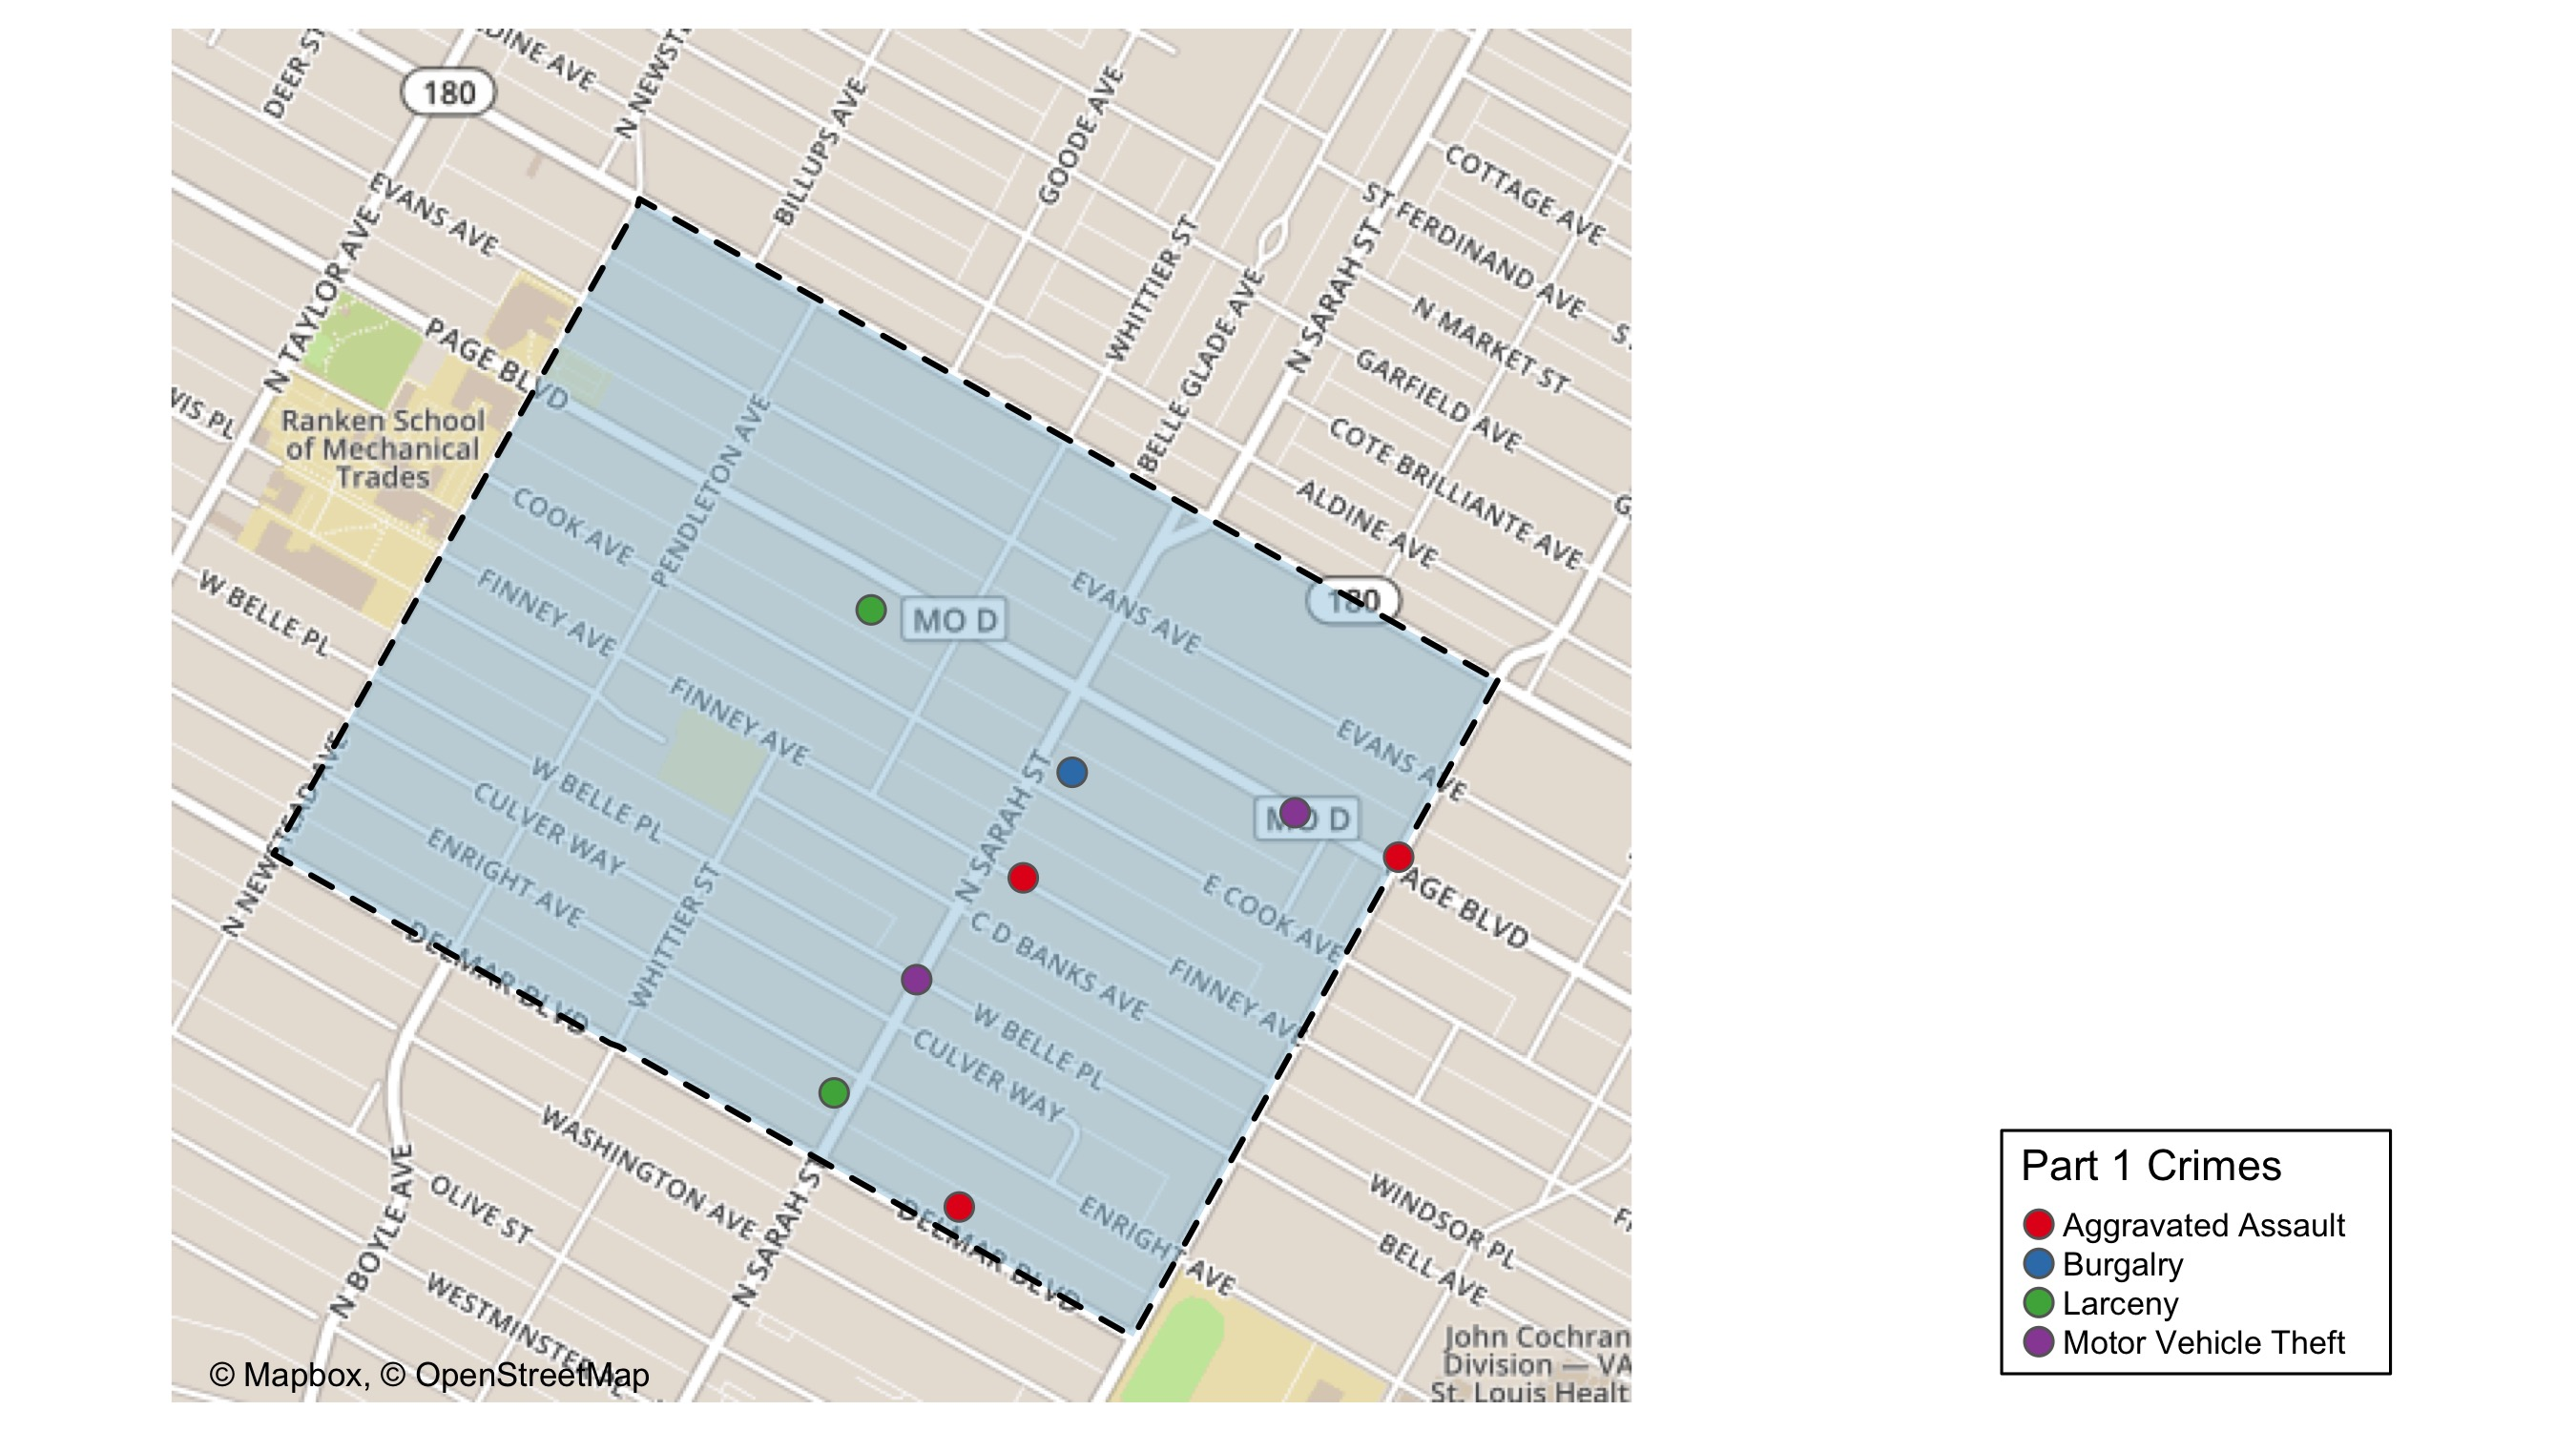 DEER ST
180
DINE AVE
N NEWST
BILLUPS AVE
GOODE AVE
COTTAGE AVE
ST FERDINAND AVE
EVANS AVE
N TAYLOR AVE
WHITTIER ST
BELLE GLADE AVE
N SARAH ST
N MARKET ST
S
PAGE BLVD
GARFIELD AVE
VIS PL
Ranken School
of Mechanical
Trades
PENDLETON AVE
COTE BRILLIANTE AVE
G
ALDINE AVE
COOK AVE
W BELLE PL
FINNEY AVE
MO D
EVANS AVE
180
FINNEY AVE
EVANS AVE
N NEWSTEAD AVE
W BELLE PL
CULVER WAY
ENRIGHT AVE
N SARAH ST
MO D
E COOK AVE
PAGE BLVD
WHITTIER ST
C D BANKS AVE
FINNEY AVE
DELMAR BLVD
W BELLE PL
CULVER WAY
WASHINGTON AVE
N BOYLE AVE
OLIVE ST
N SARAH ST
DELMAR BLVD
ENRIGHT AVE
WINDSOR PL
BELL AVE
F
WESTMINSTER PL
John Cochran
Division — VA
St. Louis Healt
© Mapbox, © OpenStreetMap
Part 1 Crimes
Aggravated Assault
Burgalry
Larceny
Motor Vehicle Theft